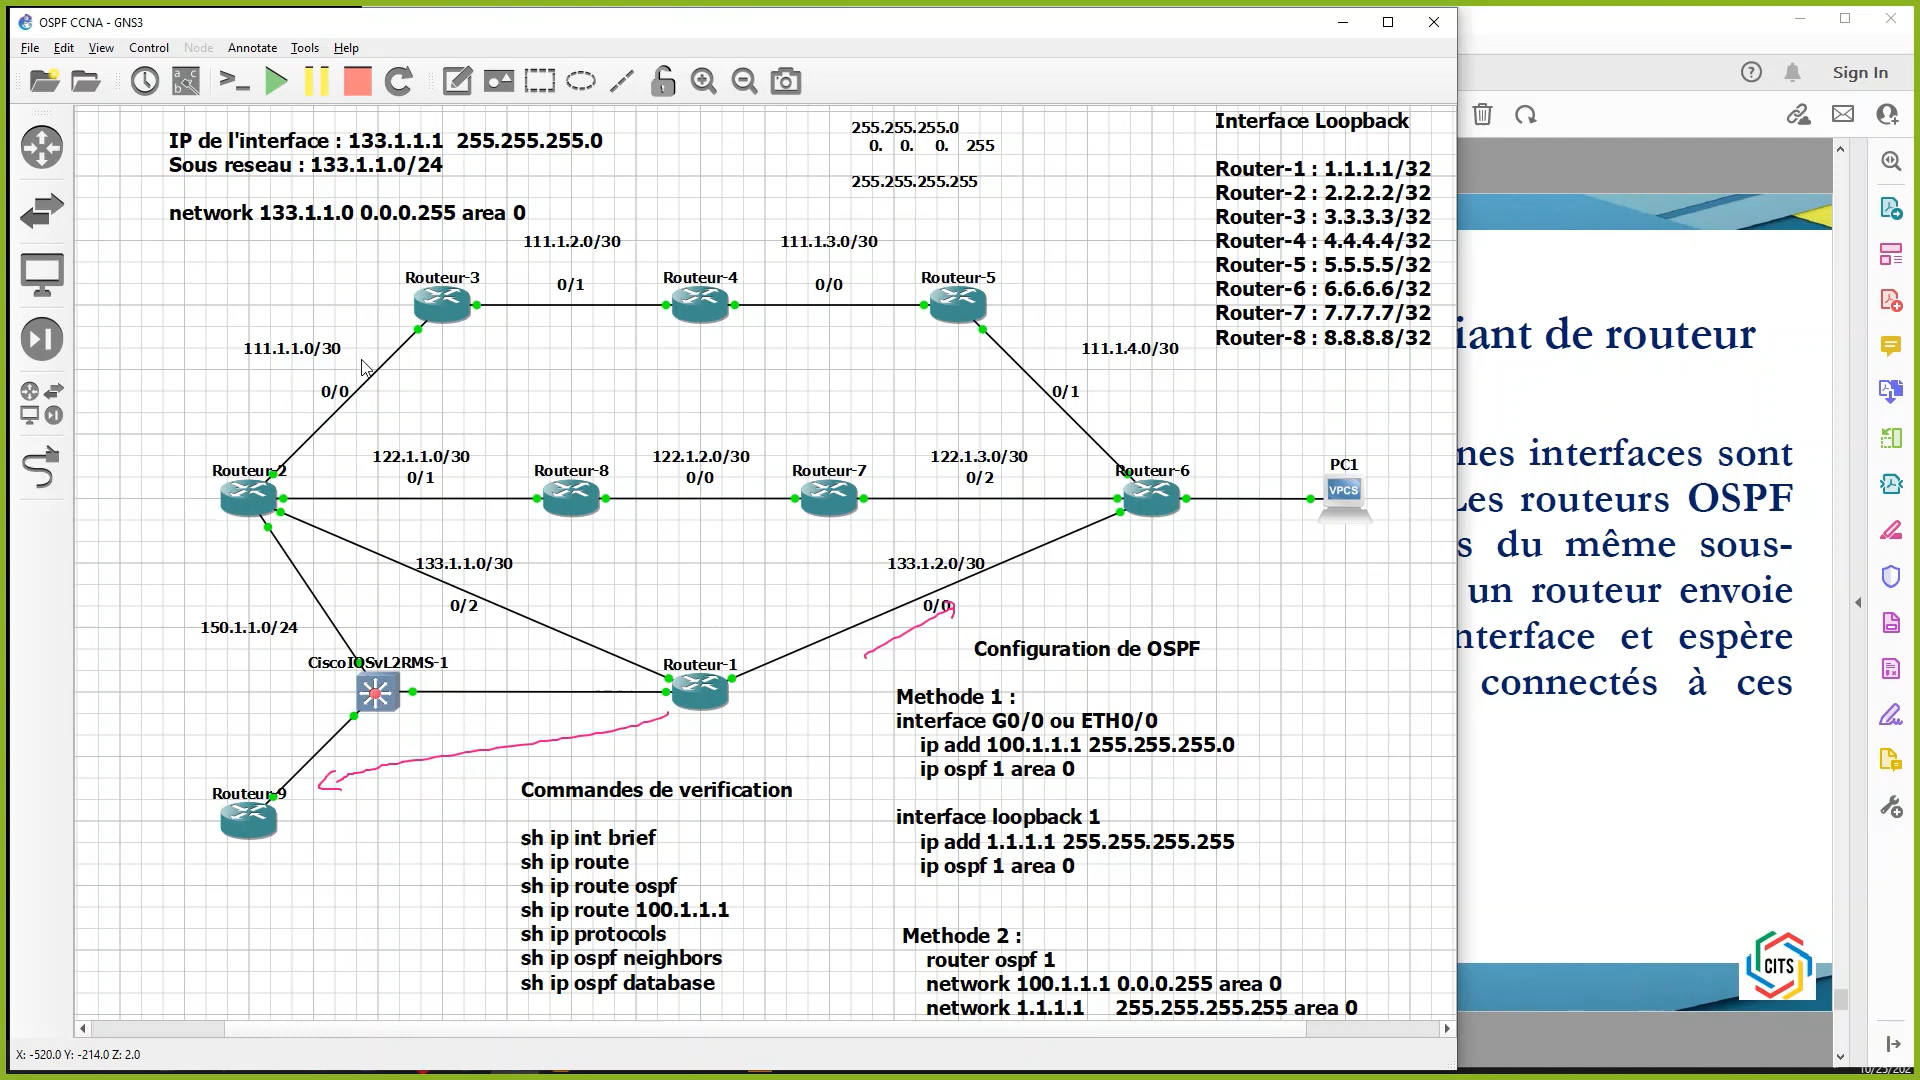 OSPF CCNA - GNS3
File Edit View Control Node Annotate Tools Help
IP de l'interface : 133.1.1.1 255.255.255.0
Sous reseau : 133.1.1.0/24
network 133.1.1.0 0.0.0.255 area 0
255.255.255.0
0. 0. 0. 255
255.255.255.255
Interface Loopback
Router-1 : 1.1.1.1/32
Router-2 : 2.2.2.2/32
Router-3 : 3.3.3.3/32
Router-4 : 4.4.4.4/32
Router-5 : 5.5.5.5/32
Router-6 : 6.6.6.6/32
Router-7 : 7.7.7.7/32
Router-8 : 8.8.8.8/32
111.1.2.0/30
111.1.3.0/30
Routeur-3
0/1
Routeur-4
0/0
Routeur-5
111.1.1.0/30
0/0
111.1.4.0/30
0/1
Routeur-2
122.1.1.0/30
0/1
Routeur-8
122.1.2.0/30
0/0
Routeur-7
122.1.3.0/30
0/2
Routeur-6
PC1
VPCS
133.1.1.0/30
0/2
133.1.2.0/30
0/0
150.1.1.0/24
CiscoIOSvL2RMS-1
Routeur-1
Routeur-9
Commandes de verification
sh ip int brief
sh ip route
sh ip route ospf
sh ip route 100.1.1.1
sh ip protocols
sh ip ospf neighbors
sh ip ospf database
Configuration de OSPF
Methode 1 :
interface G0/0 ou ETH0/0
ip add 100.1.1.1 255.255.255.0
ip ospf 1 area 0
interface loopback 1
ip add 1.1.1.1 255.255.255.255
ip ospf 1 area 0
Methode 2 :
router ospf 1
network 100.1.1.1 0.0.0.255 area 0
network 1.1.1.1 255.255.255.255 area 0
X: -520.0 Y: -214.0 Z: 2.0
Sign In
iant de routeur
nes interfaces sont
Les routeurs OSPF
s du même sous-
un routeur envoie
nterface et espère
connectés à ces
CITS